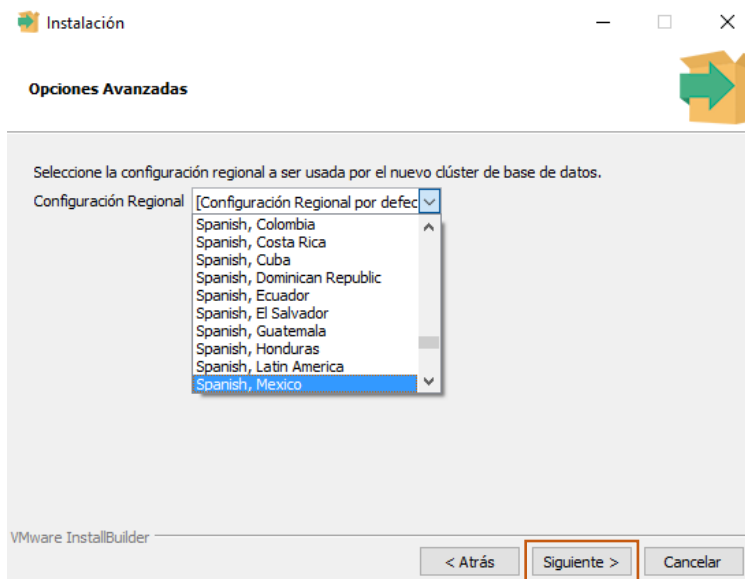 Instalación
Opciones Avanzadas
Seleccione la configuración regional a ser usada por el nuevo clúster de base de datos.
Configuración Regional [Configuración Regional por defec
Spanish, Colombia
Spanish, Costa Rica
Spanish, Cuba
Spanish, Dominican Republic
Spanish, Ecuador
Spanish, El Salvador
Spanish, Guatemala
Spanish, Honduras
Spanish, Latin America
Spanish, Mexico
VMware InstallBuilder
< Atrás Siguiente > Cancelar